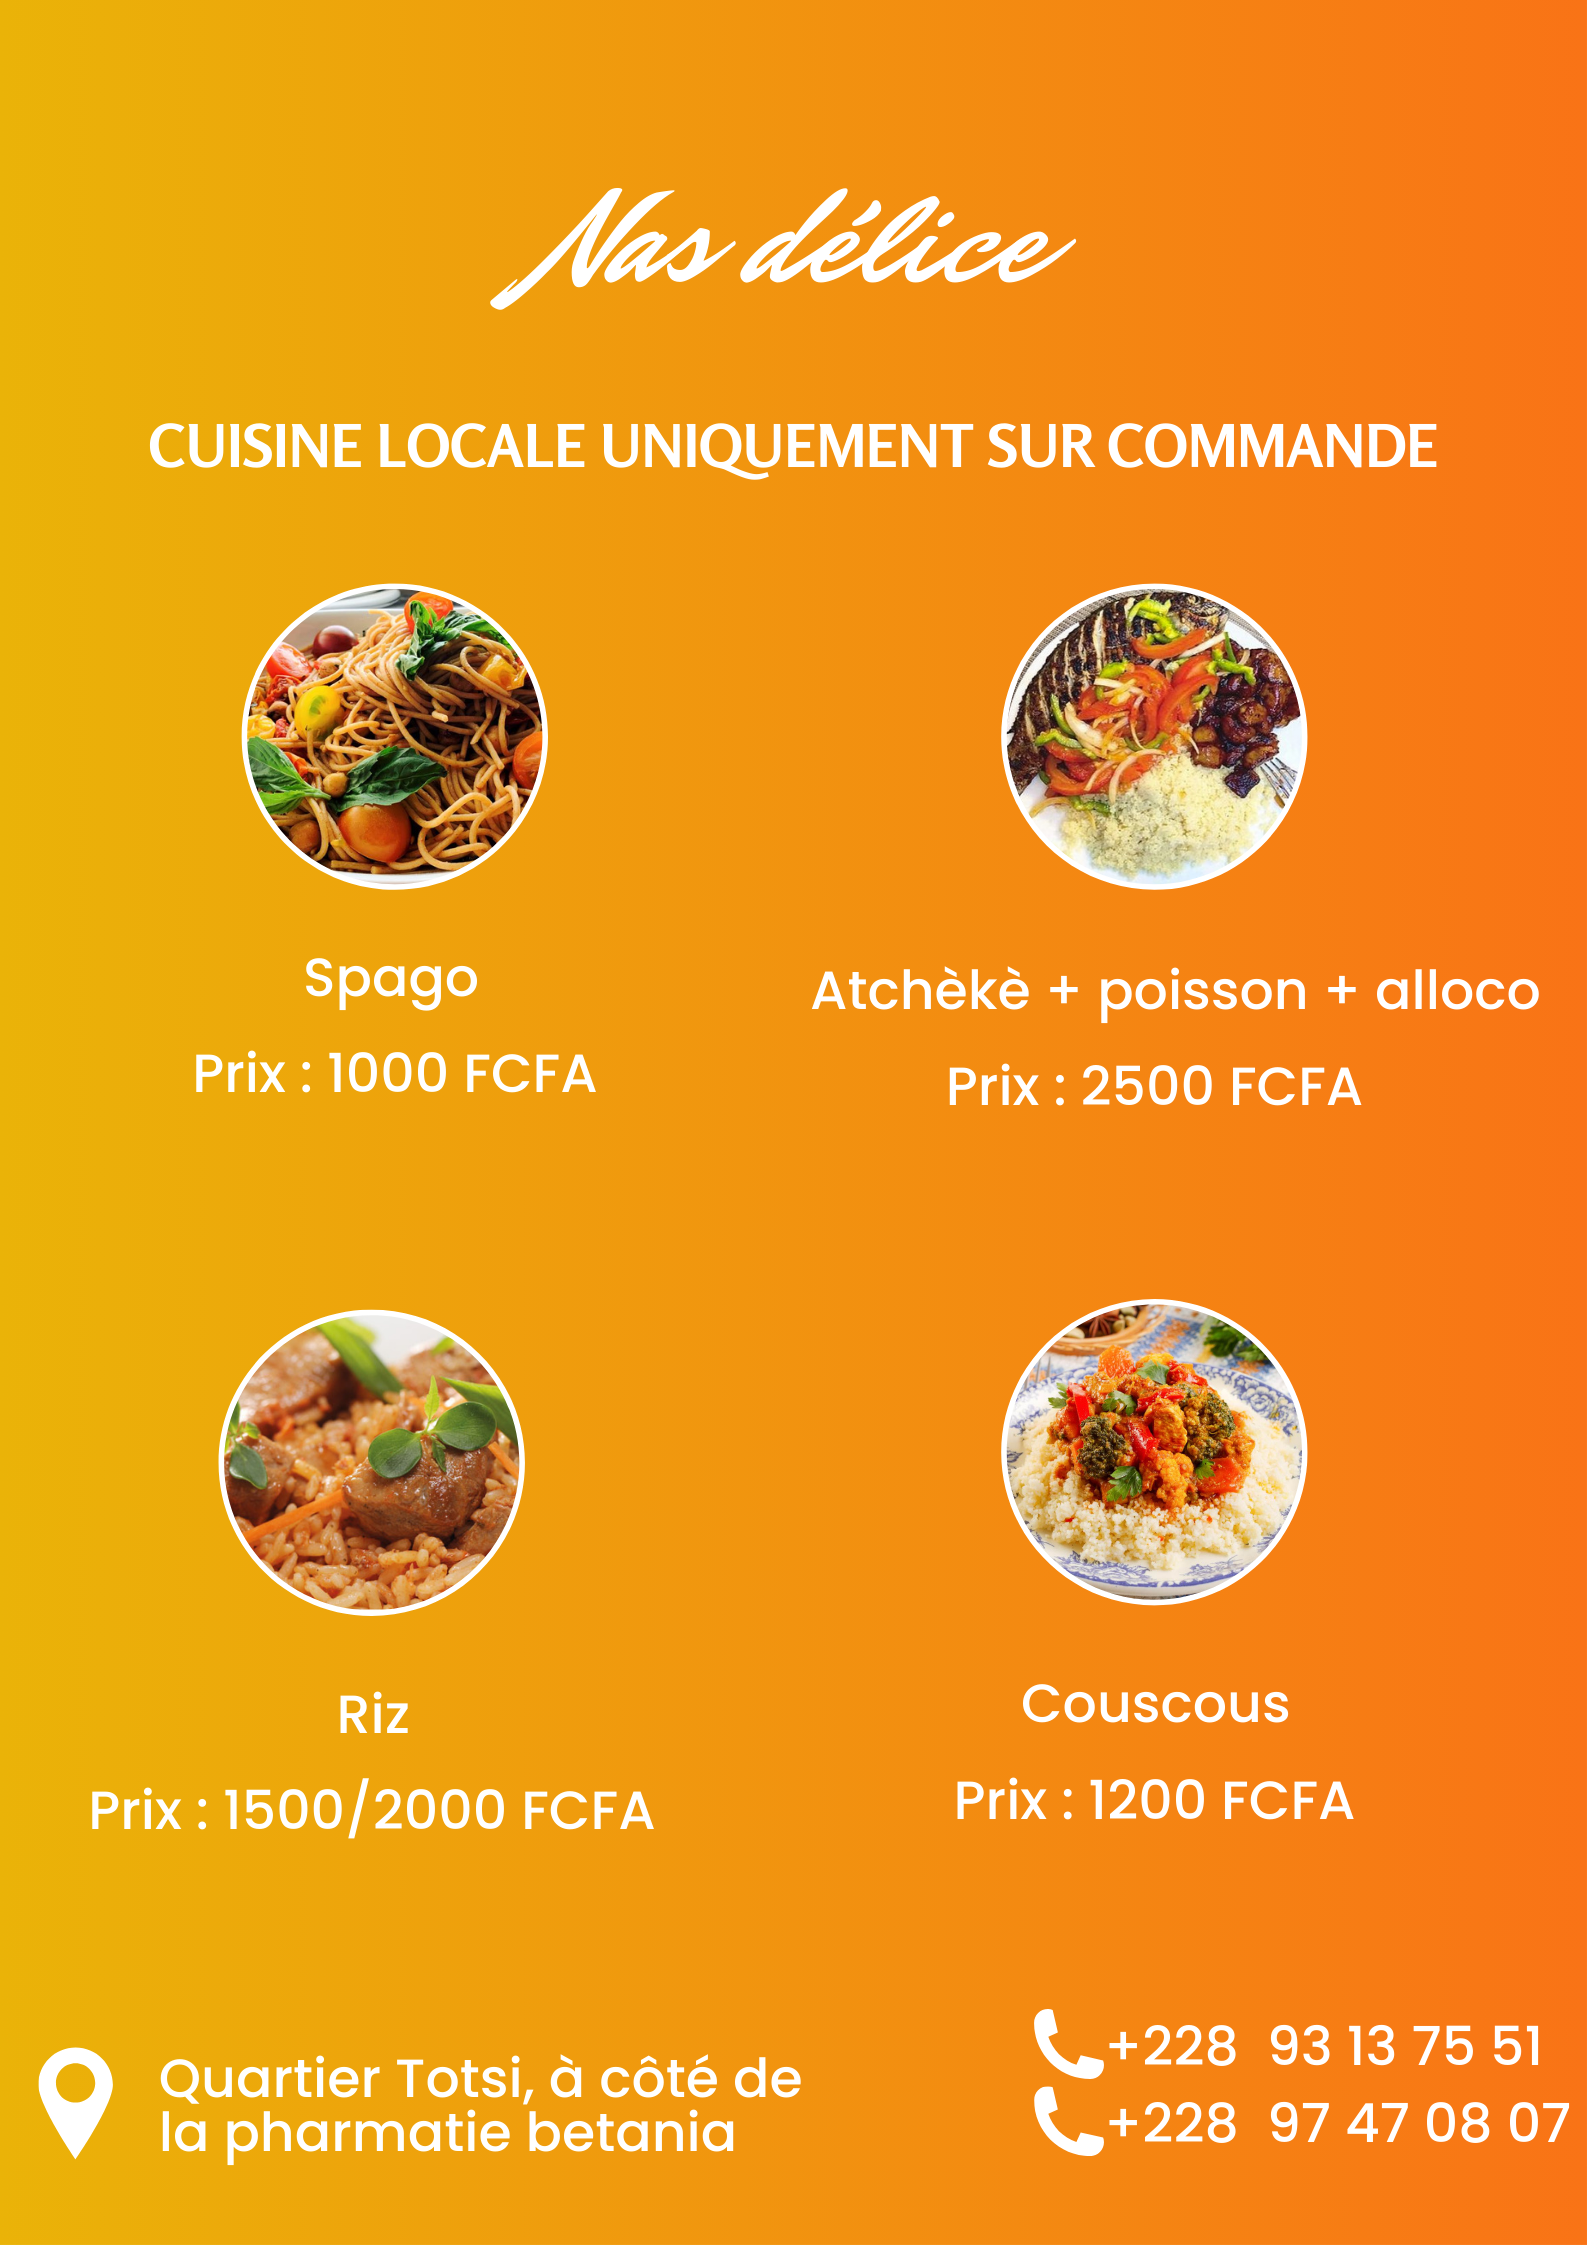 Nas délice
CUISINE LOCALE UNIQUEMENT SUR COMMANDE
Spago
Prix : 1000 FCFA
Atchèkè + poisson + alloco
Prix : 2500 FCFA
Riz
Prix : 1500/2000 FCFA
Couscous
Prix : 1200 FCFA
Quartier Totsi, à côté de
la pharmatie betania
+228 93 13 75 51
+228 97 47 08 07